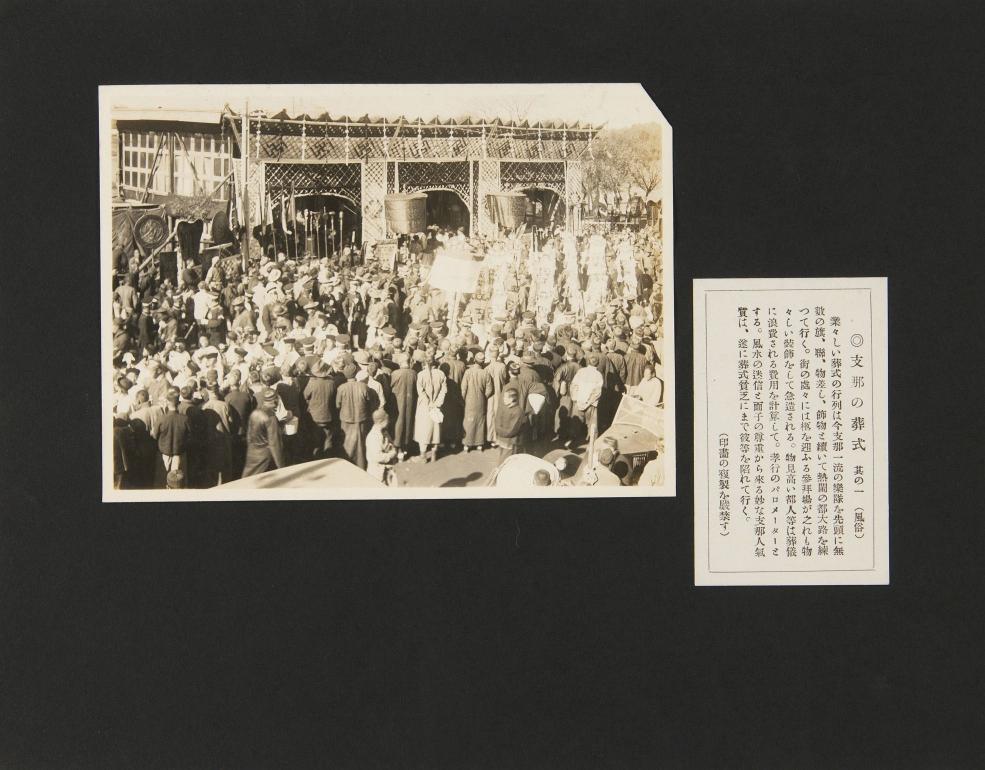 ◎支那の葬式 其の一 (風俗)
業々しい葬式の行列は今支那一流の樂隊を先頭に無
數の旗、聯、物差し、飾物と續いて熱鬧の都大路を練
つて行く。街の處々には柩を迎ふる參拜場が之れも物
々しい裝飾をして急造される。物見高い都人等は葬儀
に浪費される費用を計算して。孝行のバロメーターと
する。風水の迷信と面子の尊重から來る妙な支那人氣
質は、遂に葬式貧乏にまで彼等を陷れて行く。
(印畫の複製を嚴禁す)